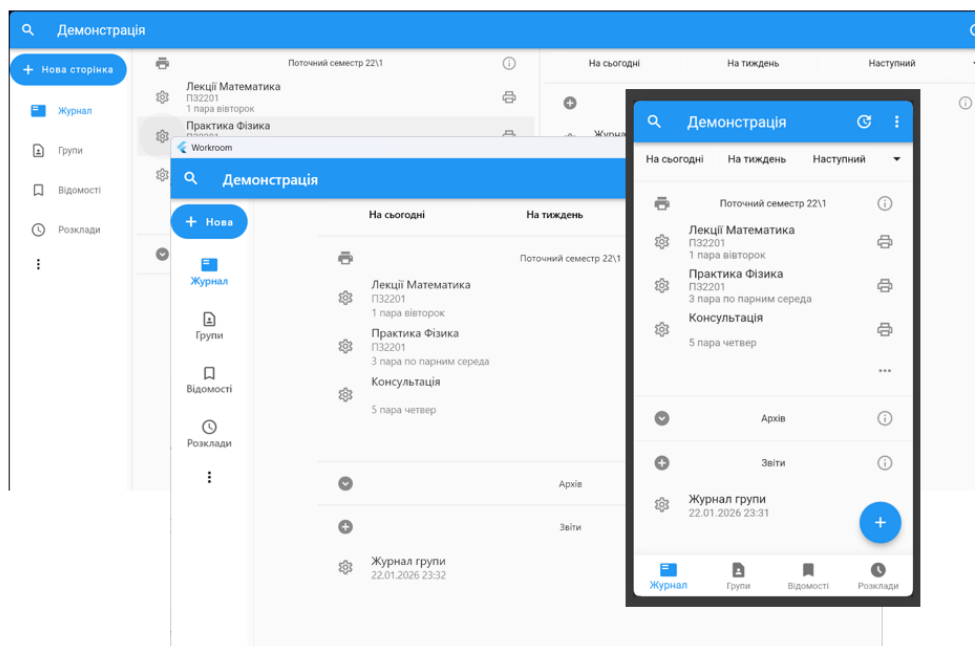 Демонстрація
Нова сторінка
Журнал
Групи
Відомості
Розклади
Поточний семестр 22\1
Лекції Математика
П32201
1 пара вівторок
Практика Фізика
На сьогодні
На тиждень
Наступний
Workroom
Демонстрація
Нова
Журнал
Групи
Відомості
Розклади
На сьогодні
На тиждень
Поточний семестр 22\1
Лекції Математика
П32201
1 пара вівторок
Практика Фізика
П32201
3 пара по парним середа
Консультація
5 пара четвер
Архів
Звіти
Журнал групи
22.01.2026 23:32
Демонстрація
На сьогодні
На тиждень
Наступний
Поточний семестр 22\1
Лекції Математика
П32201
1 пара вівторок
Практика Фізика
П32201
3 пара по парним середа
Консультація
5 пара четвер
Архів
Звіти
Журнал групи
22.01.2026 23:31
Журнал
Групи
Відомості
Розклади